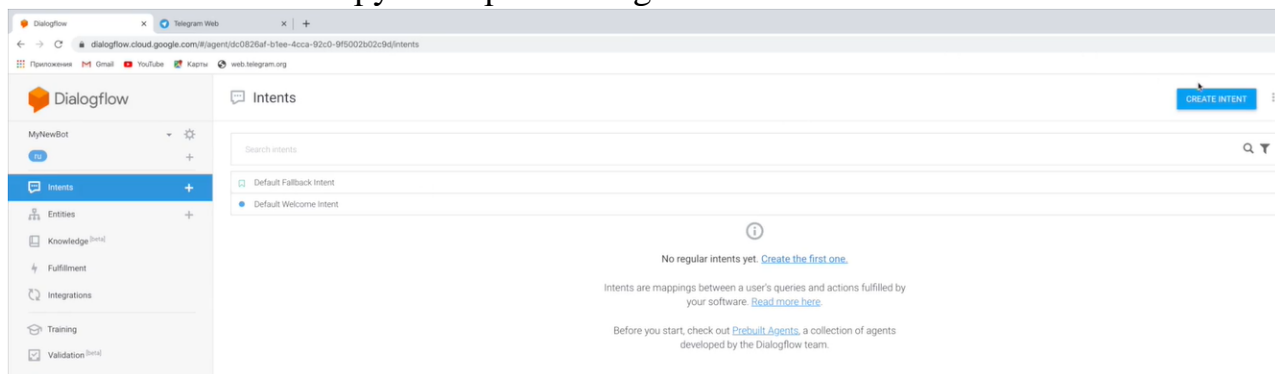 Dialogflow
Telegram Web
dialogflow.cloud.google.com/#/agent/dc0826af-b1ee-4cca-92c0-9f5002b02c9d/intents
Приложения Gmail YouTube Карты web.telegram.org
Dialogflow
Intents
CREATE INTENT
MyNewBot
ru
Search intents
Intents
Default Fallback Intent
Default Welcome Intent
Entities
Knowledge [beta]
Fulfillment
Integrations
Training
Validation [beta]
No regular intents yet. Create the first one.
Intents are mappings between a user's queries and actions fulfilled by
your software. Read more here.
Before you start, check out Prebuilt Agents, a collection of agents
developed by the Dialogflow team.